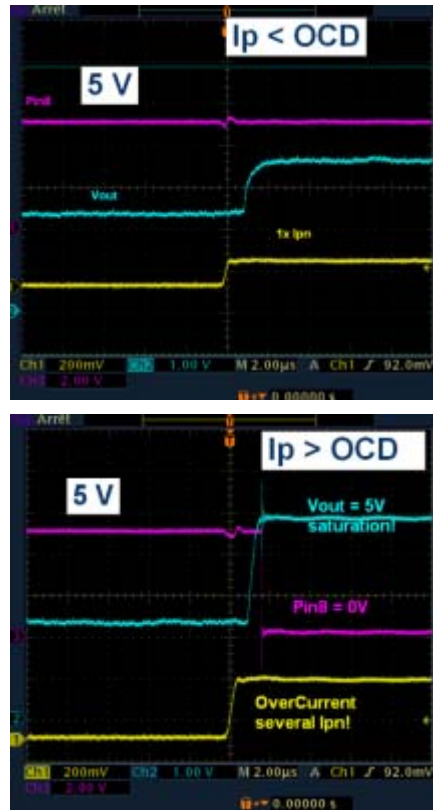 Arrêt
Ip < OCD
5 V
Pin8
Vout
1x Ipn
Ch1 200mV Ch2 1.00 V M 2.00µs A Ch1 ƒ 92.0mV
Ch3 2.00 V
0.00000 s
Arrêt
Ip > OCD
5 V
Vout = 5V
saturation!
Pin8 = 0V
OverCurrent
several Ipn!
Ch1 200mV Ch2 1.00 V M 2.00µs A Ch1 ƒ 92.0mV
Ch3 2.00 V
0.00000 s